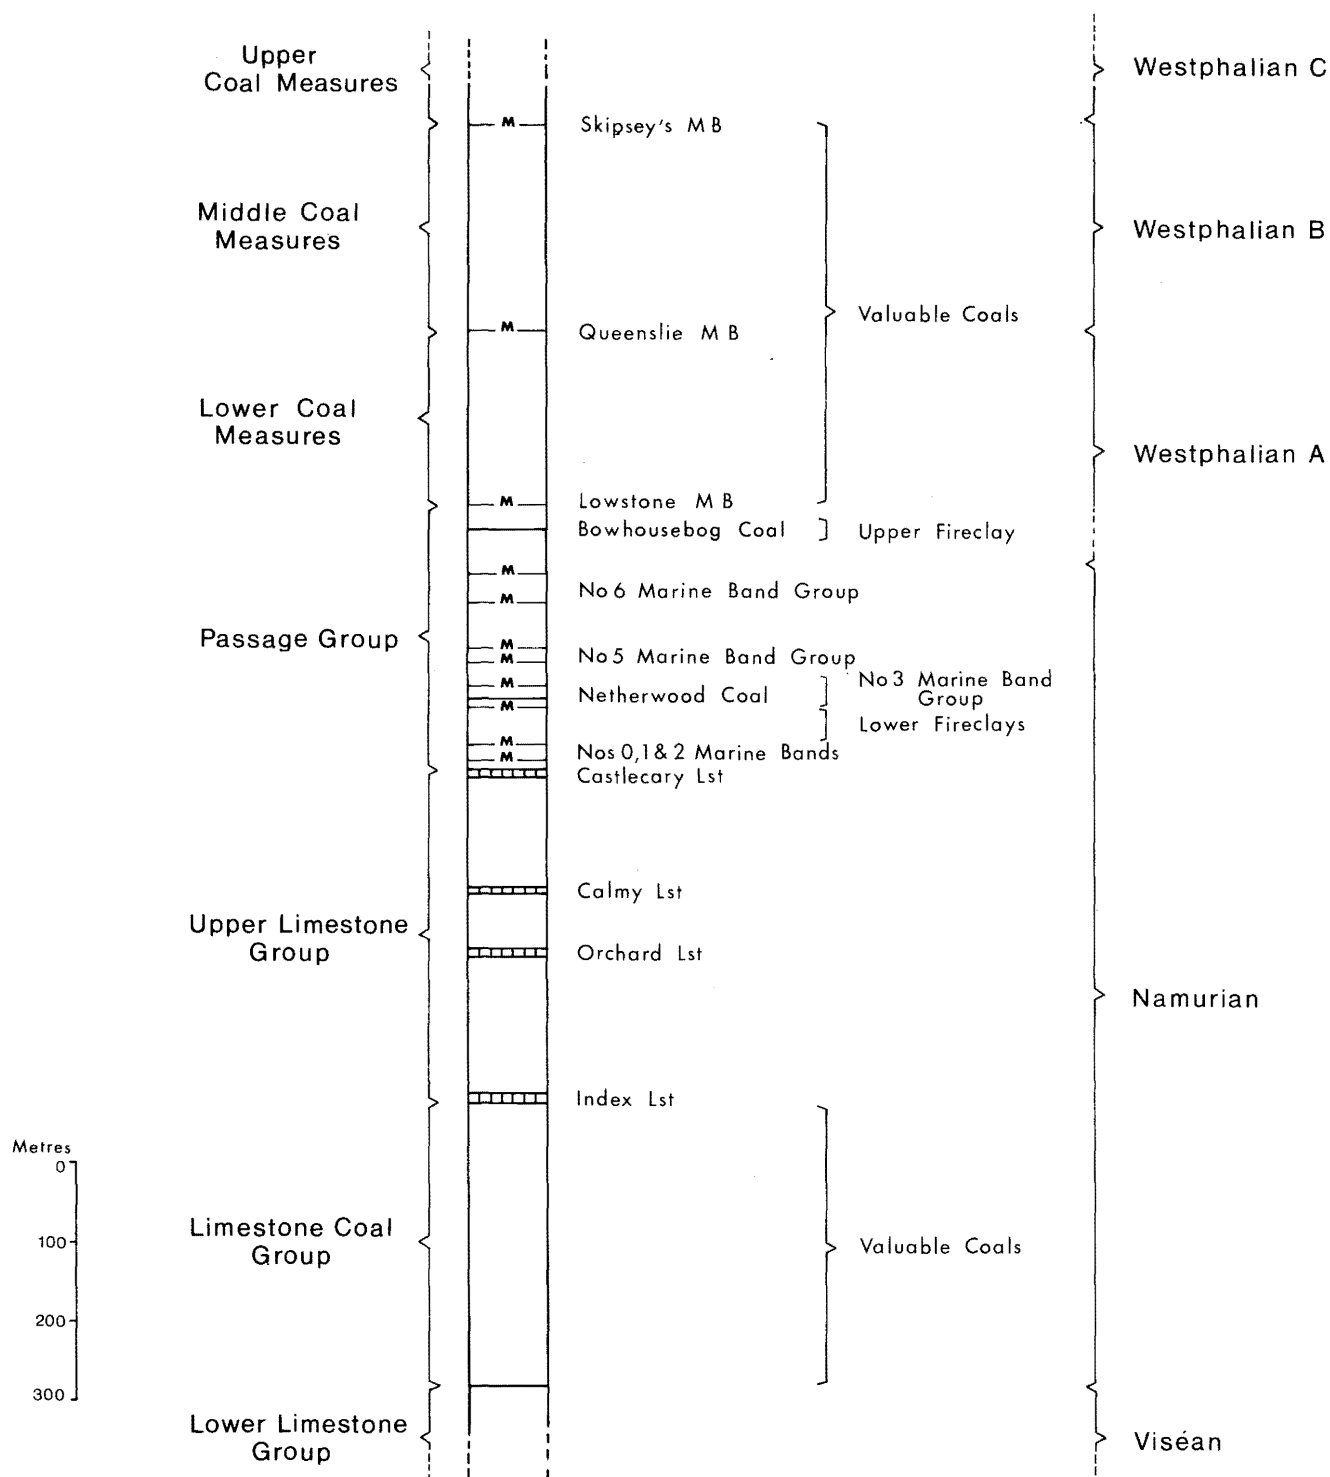 Upper
Coal Measures
Westphalian C
Skipsey's M B
M
Middle Coal
Measures
Westphalian B
Valuable Coals
M
Queenslie M B
Lower Coal
Measures
Westphalian A
M
Lowstone M B
Bowhousebog Coal
Upper Fireclay
M
No 6 Marine Band Group
M
Passage Group
M
No 5 Marine Band Group
M
No 3 Marine Band
Group
M
Netherwood Coal
M
Lower Fireclays
M
Nos 0,1 & 2 Marine Bands
M
Castlecary Lst
Calmy Lst
Upper Limestone
Group
Orchard Lst
Namurian
Index Lst
Metres
0
100
200
300
Limestone Coal
Group
Valuable Coals
Lower Limestone
Group
Viséan